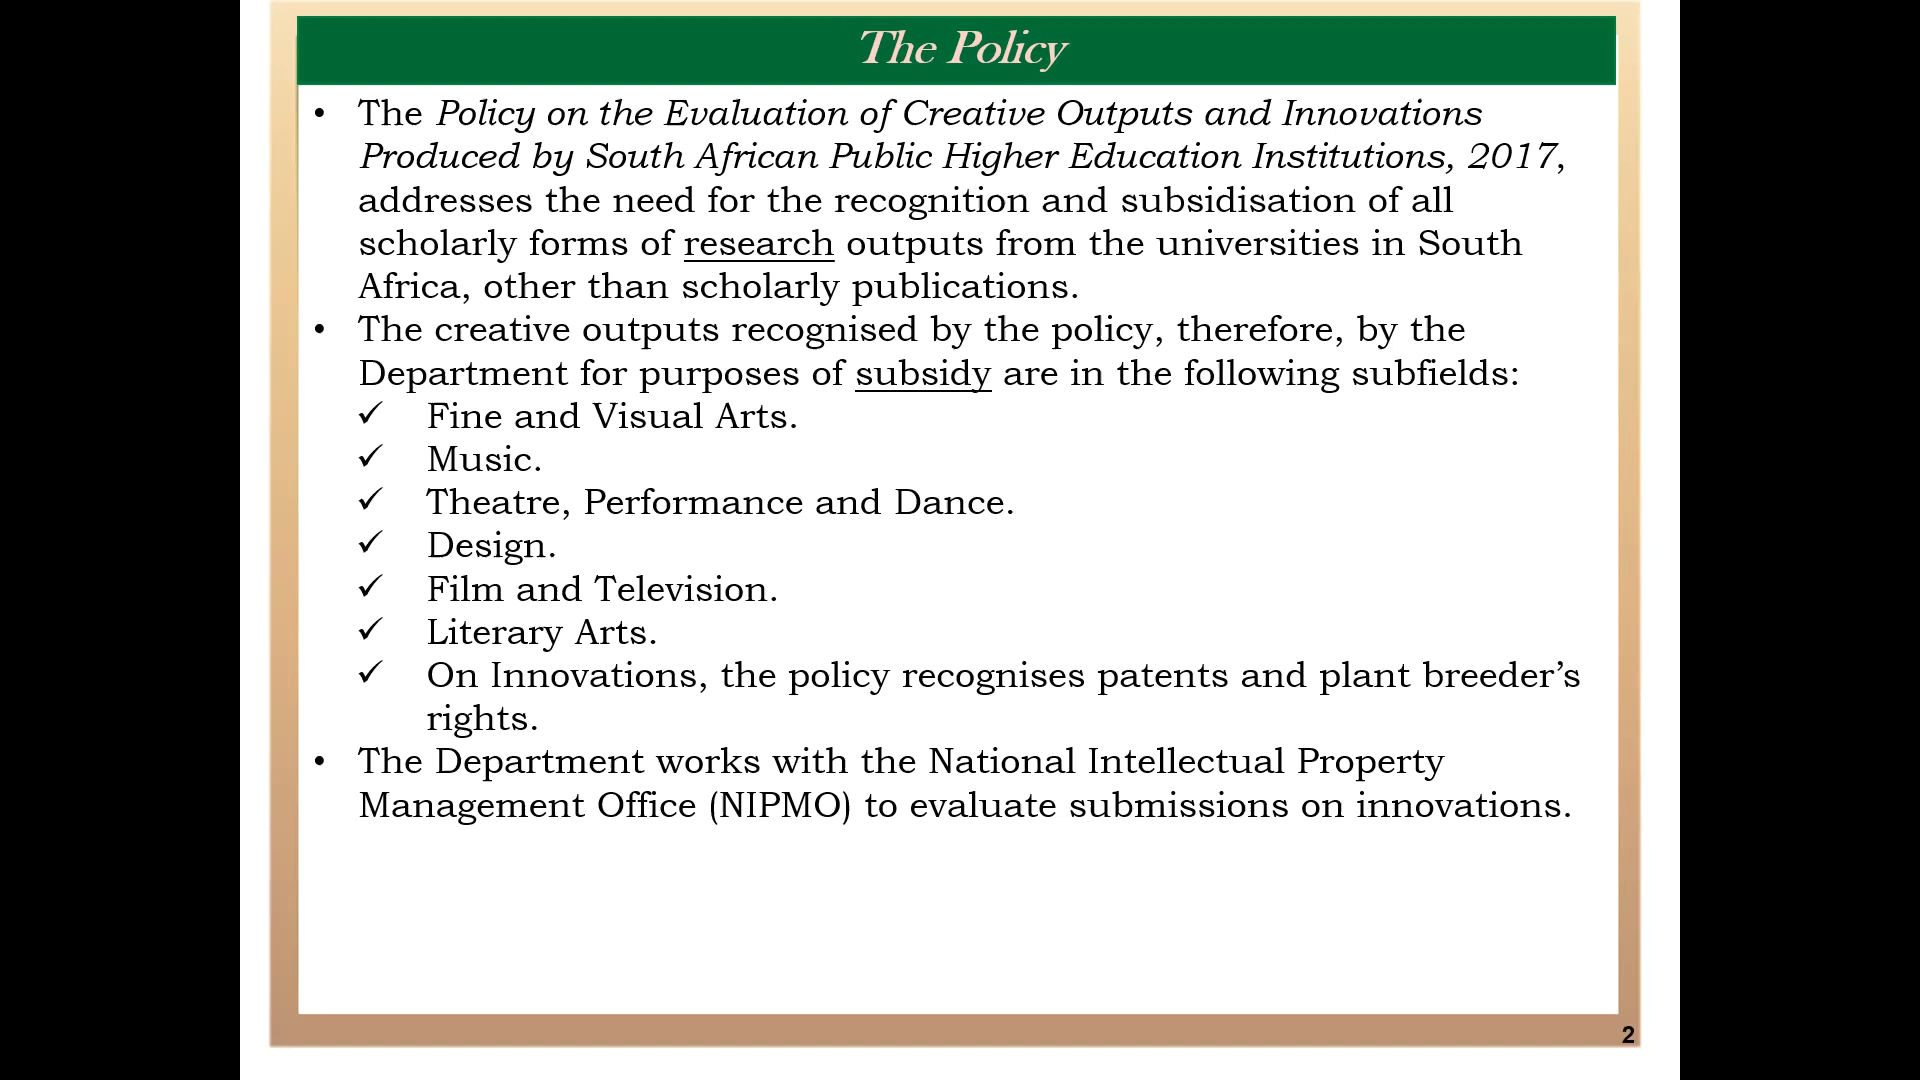 The Policy
• The Policy on the Evaluation of Creative Outputs and Innovations
Produced by South African Public Higher Education Institutions, 2017,
addresses the need for the recognition and subsidisation of all
scholarly forms of research outputs from the universities in South
Africa, other than scholarly publications.
• The creative outputs recognised by the policy, therefore, by the
Department for purposes of subsidy are in the following subfields:
✓ Fine and Visual Arts.
✓ Music.
✓ Theatre, Performance and Dance.
✓ Design.
✓ Film and Television.
✓ Literary Arts.
✓ On Innovations, the policy recognises patents and plant breeder’s
rights.
• The Department works with the National Intellectual Property
Management Office (NIPMO) to evaluate submissions on innovations.
2